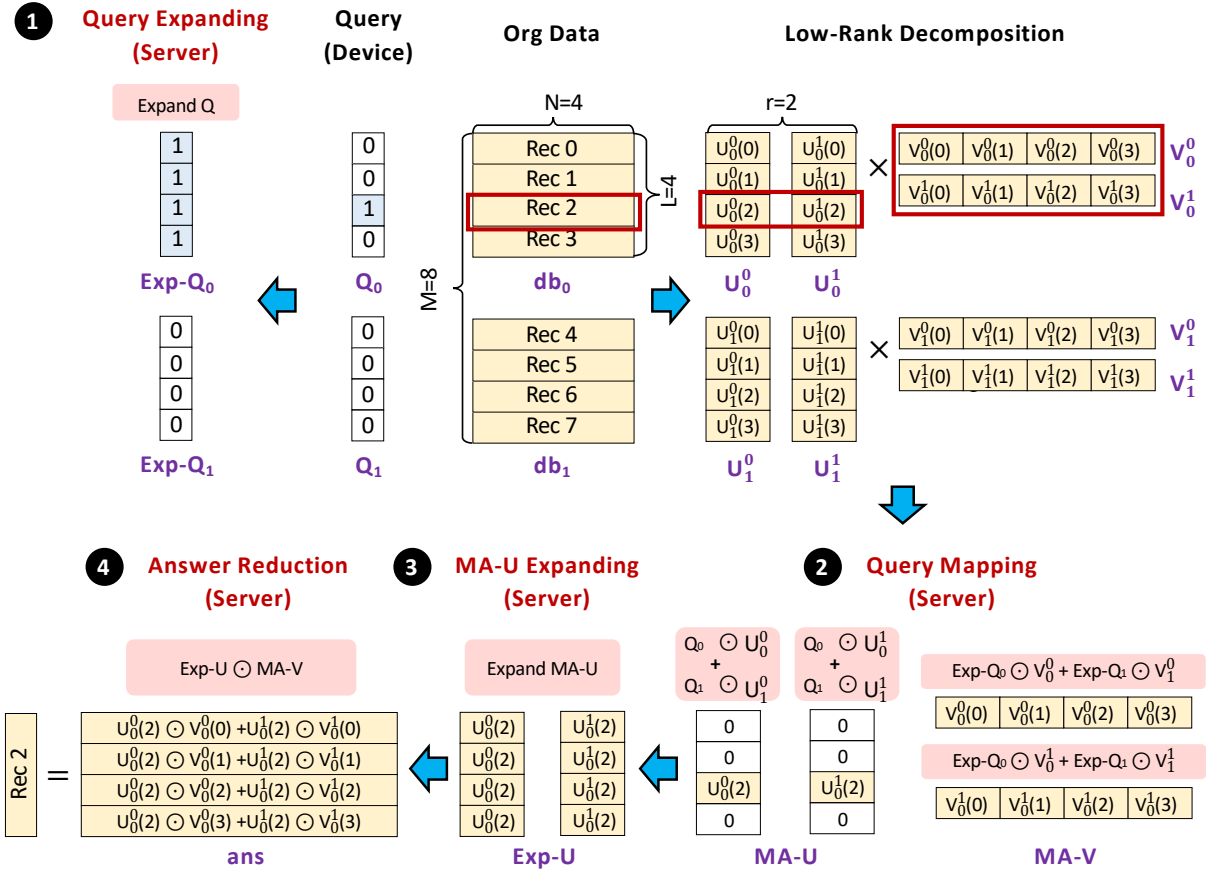 1 Query Expanding
(Server)
Query
(Device)
Org Data
Low-Rank Decomposition
Expand Q
1
1
1
1
Exp-Q₀
0
0
0
0
Exp-Q₁
0
0
1
0
Q₀
0
0
0
0
Q₁
N=4
Rec 0
Rec 1
Rec 2
Rec 3
L=4
M=8
db₀
Rec 4
Rec 5
Rec 6
Rec 7
db₁
r=2
U₀⁰(0) U₀¹(0)
U₀⁰(1) U₀¹(1)
U₀⁰(2) U₀¹(2)
U₀⁰(3) U₀¹(3)
U₀⁰ U₀¹
×
V₀⁰(0) V₀⁰(1) V₀⁰(2) V₀⁰(3) V₀⁰
V₀¹(0) V₀¹(1) V₀¹(2) V₀¹(3) V₀¹
U₁⁰(0) U₁¹(0)
U₁⁰(1) U₁¹(1)
U₁⁰(2) U₁¹(2)
U₁⁰(3) U₁¹(3)
U₁⁰ U₁¹
×
V₁⁰(0) V₁⁰(1) V₁⁰(2) V₁⁰(3) V₁⁰
V₁¹(0) V₁¹(1) V₁¹(2) V₁¹(3) V₁¹
4 Answer Reduction
(Server)
Exp-U ⊙ MA-V
Rec 2
=
U₀⁰(2) ⊙ V₀⁰(0) +U₀¹(2) ⊙ V₀¹(0)
U₀⁰(2) ⊙ V₀⁰(1) +U₀¹(2) ⊙ V₀¹(1)
U₀⁰(2) ⊙ V₀⁰(2) +U₀¹(2) ⊙ V₀¹(2)
U₀⁰(2) ⊙ V₀⁰(3) +U₀¹(2) ⊙ V₀¹(3)
ans
3 MA-U Expanding
(Server)
Expand MA-U
U₀⁰(2) U₀¹(2)
U₀⁰(2) U₀¹(2)
U₀⁰(2) U₀¹(2)
U₀⁰(2) U₀¹(2)
Exp-U
2 Query Mapping
(Server)
Q₀ ⊙ U₀⁰
+
Q₁ ⊙ U₁⁰
Q₀ ⊙ U₀¹
+
Q₁ ⊙ U₁¹
0 0
0 0
U₀⁰(2) U₀¹(2)
0 0
MA-U
Exp-Q₀ ⊙ V₀⁰ + Exp-Q₁ ⊙ V₁⁰
V₀⁰(0) V₀⁰(1) V₀⁰(2) V₀⁰(3)
Exp-Q₀ ⊙ V₀¹ + Exp-Q₁ ⊙ V₁¹
V₀¹(0) V₀¹(1) V₀¹(2) V₀¹(3)
MA-V